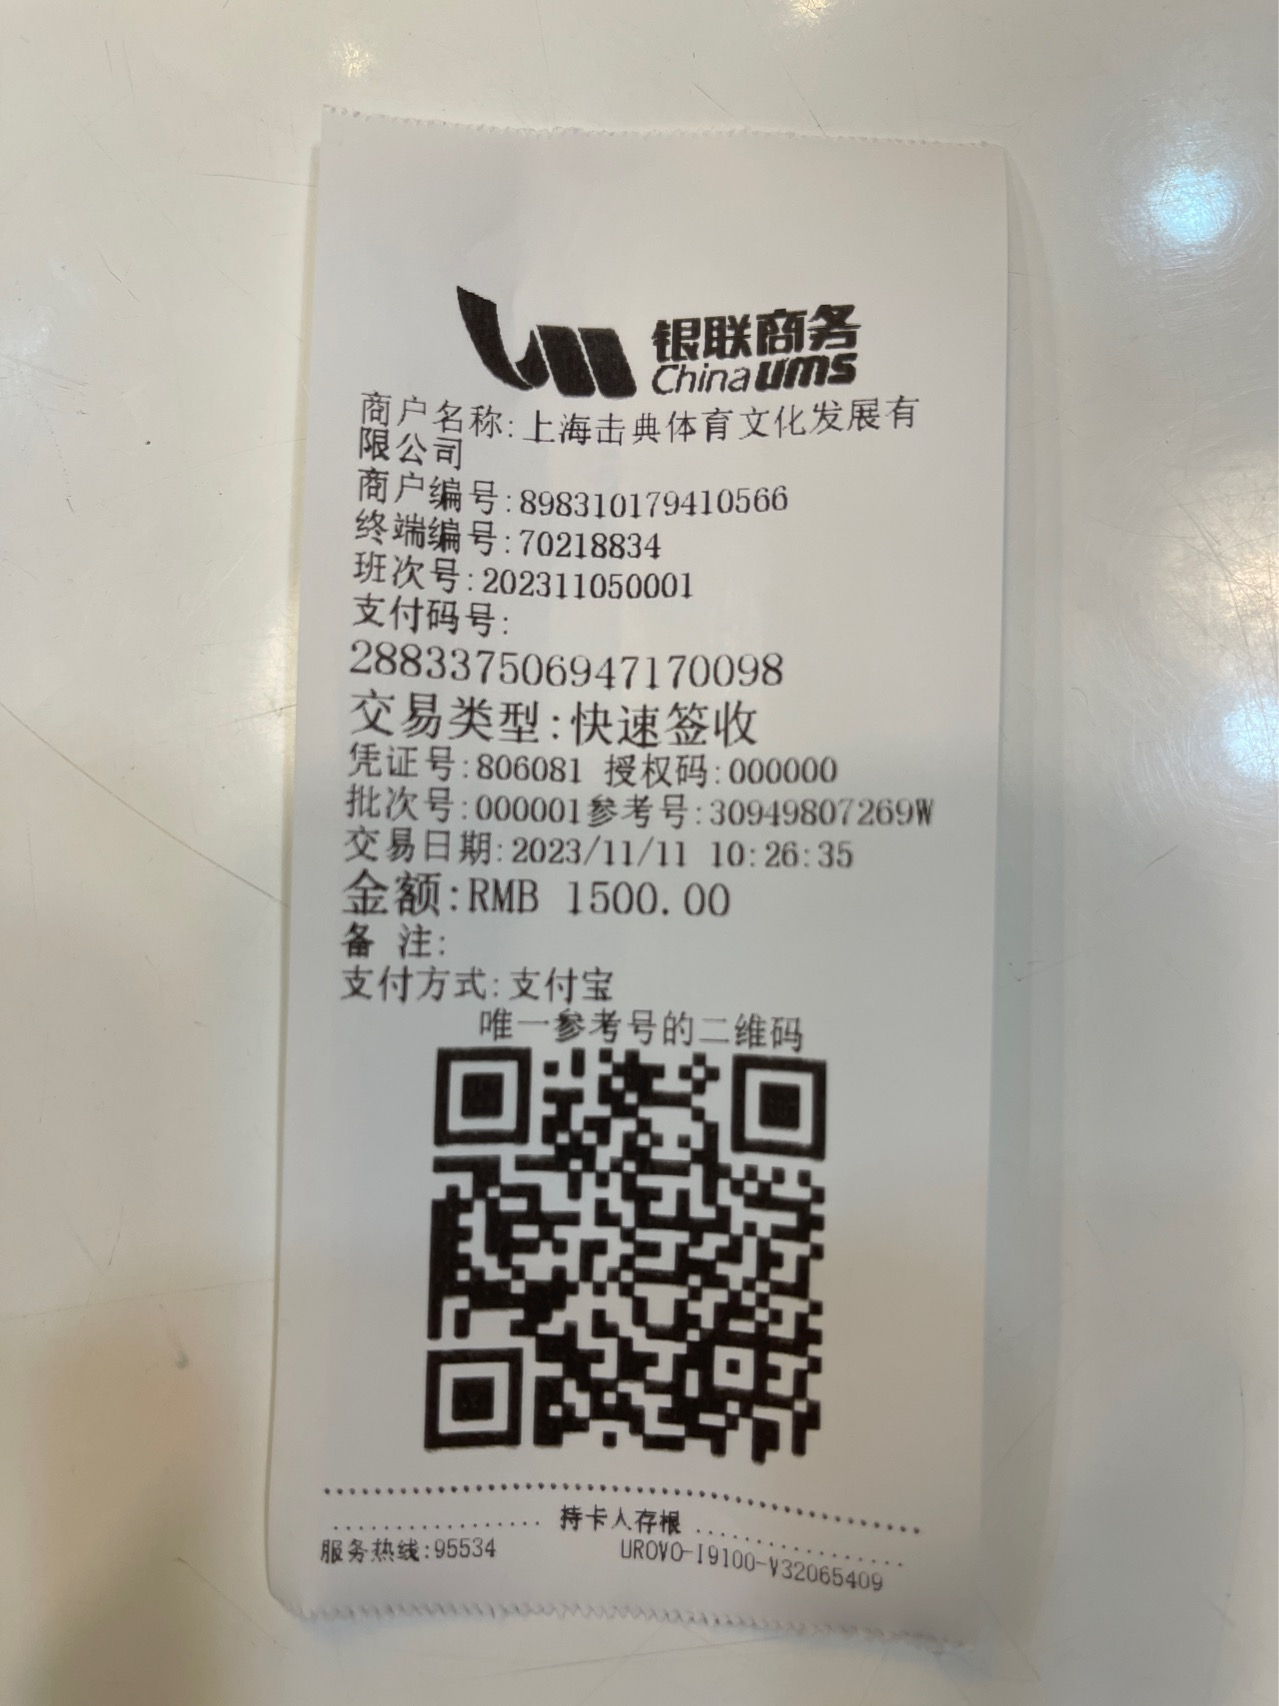 银联商务
China ums
商户名称:上海击典体育文化发展有
限公司
商户编号:898310179410566
终端编号:70218834
班次号:202311050001
支付码号:
288337506947170098
交易类型:快速签收
凭证号:806081 授权码:000000
批次号:000001参考号:30949807269W
交易日期:2023/11/11 10:26:35
金额:RMB 1500.00
备 注:
支付方式:支付宝
唯一参考号的二维码
持卡人存根
服务热线:95534 UROVO-I9100-V32065409